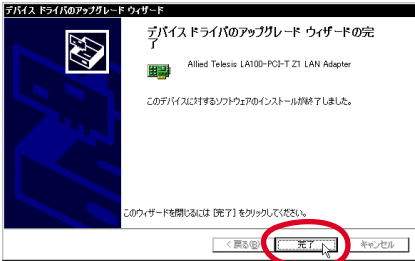 デバイス ドライバのアップグレード ウィザード
デバイス ドライバのアップグレード ウィザードの完
了
Allied Telesis LA100-PCI-T Z1 LAN Adapter
このデバイスに対するソフトウェアのインストールが終了しました。
このウィザードを閉じるには [完了] をクリックしてください。
< 戻る(B)
完了
キャンセル